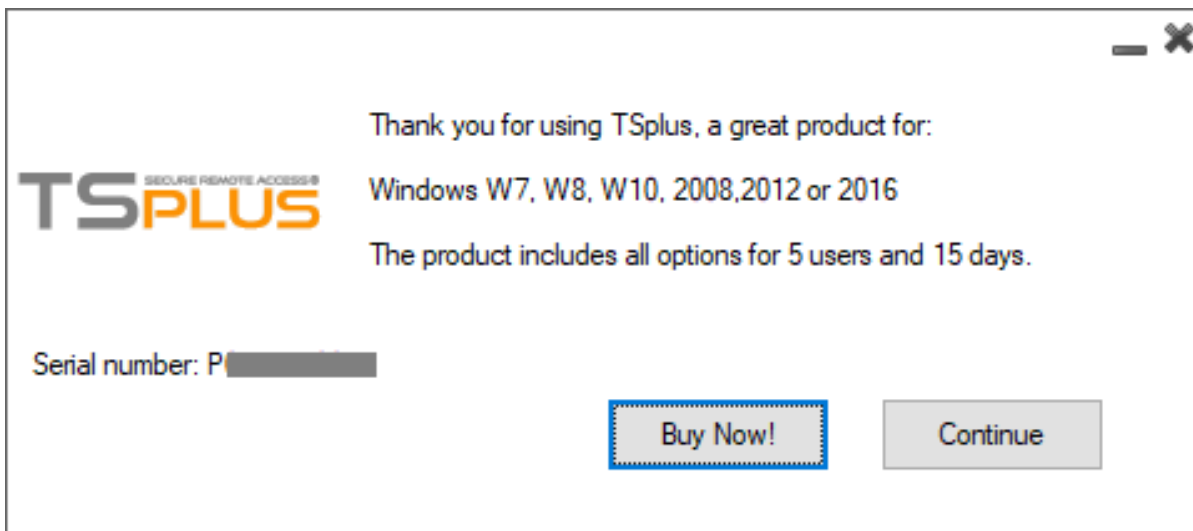 Thank you for using TSplus, a great product for:
SECURE REMOTE ACCESS®
TSPLUS
Windows W7, W8, W10, 2008,2012 or 2016
The product includes all options for 5 users and 15 days.
Serial number: P
Buy Now!
Continue